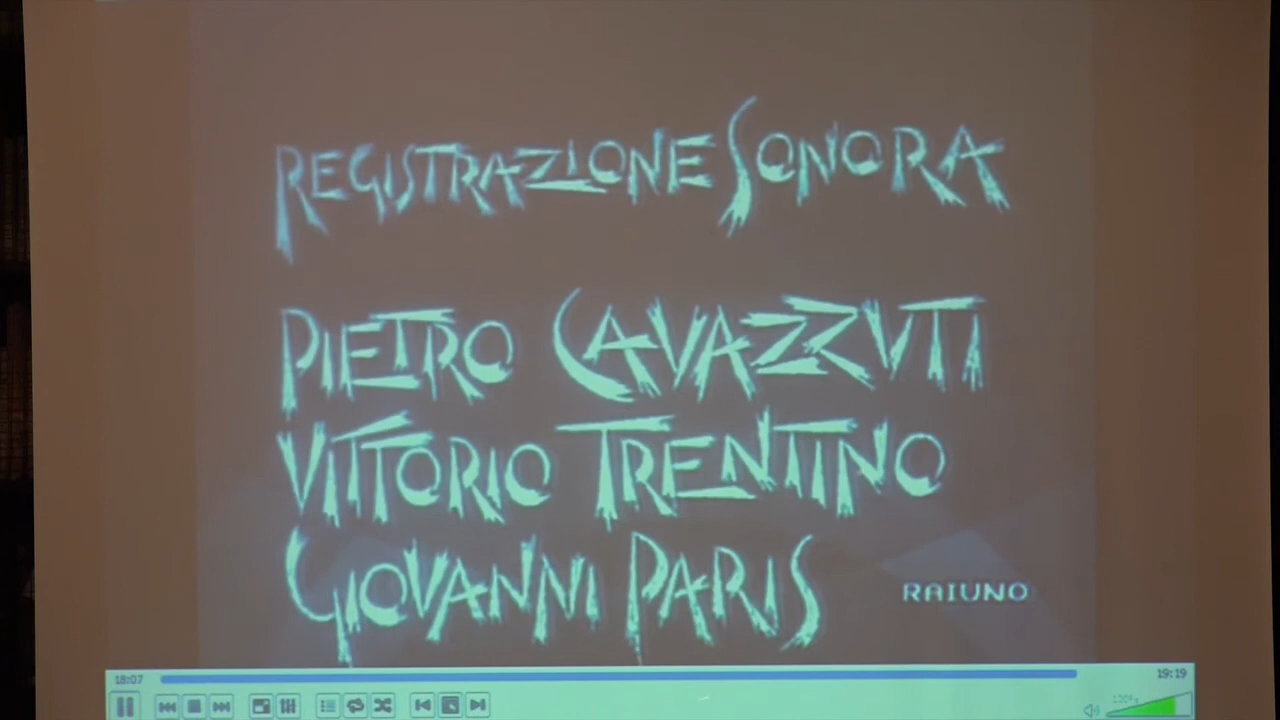 REGISTRAZIONE SONORA
PIETRO CAVAZZUTI
VITTORIO TRENTINO
GIOVANNI PARIS
RAIUNO
18:07
19:19